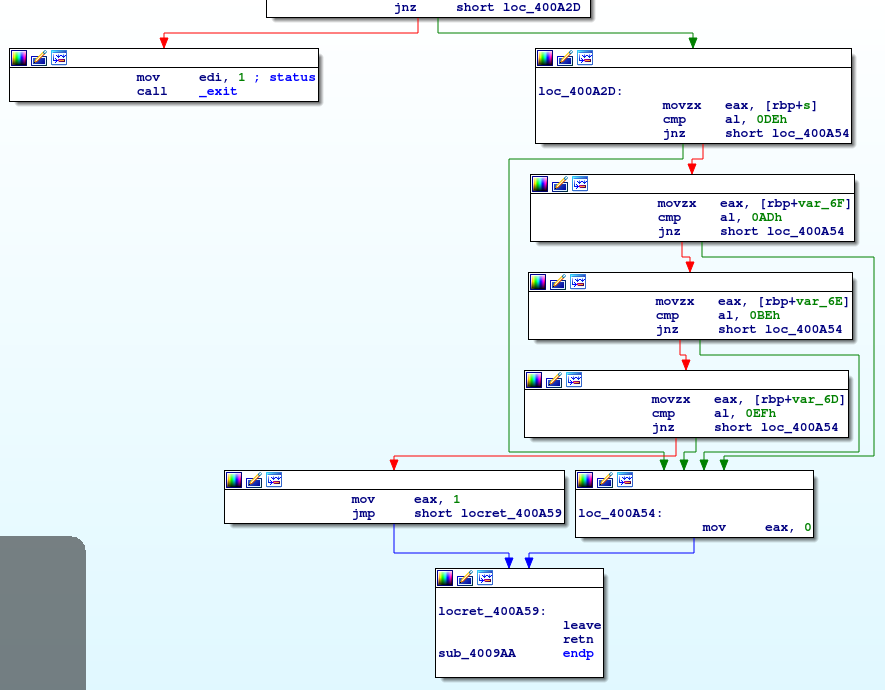 jnz short loc_400A2D
mov edi, 1 ; status
call _exit
loc_400A2D:
movzx eax, [rbp+s]
cmp al, 0DEh
jnz short loc_400A54
movzx eax, [rbp+var_6F]
cmp al, 0ADh
jnz short loc_400A54
movzx eax, [rbp+var_6E]
cmp al, 0BEh
jnz short loc_400A54
movzx eax, [rbp+var_6D]
cmp al, 0EFh
jnz short loc_400A54
mov eax, 1
jmp short locret_400A59
loc_400A54:
mov eax, 0
locret_400A59:
leave
retn
sub_4009AA endp